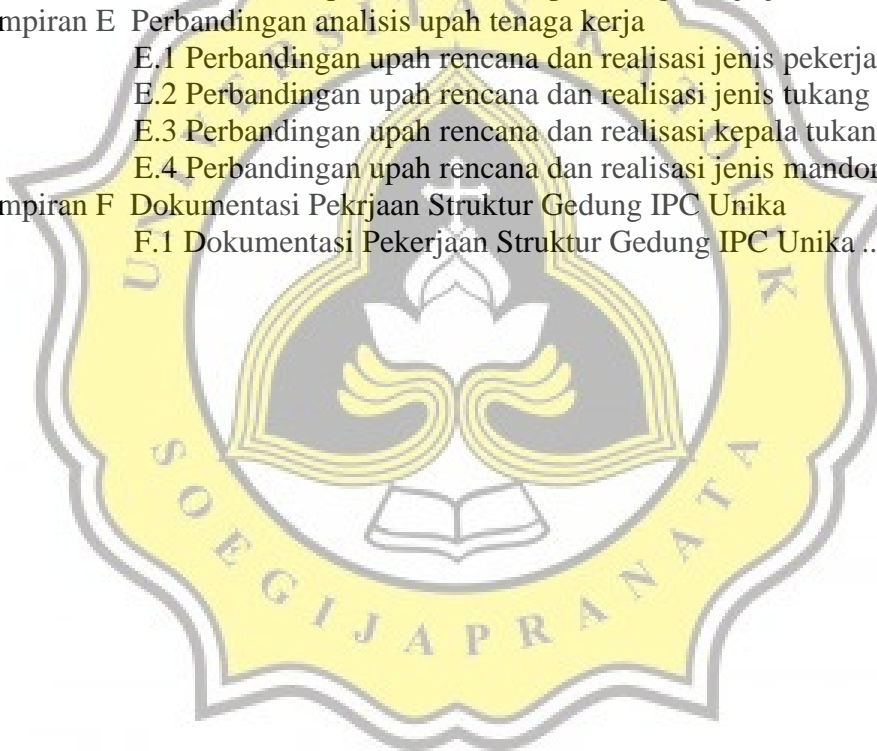 mpiran E Perbandingan analisis upah tenaga kerja
E.1 Perbandingan upah rencana dan realisasi jenis pekerja
E.2 Perbandingan upah rencana dan realisasi jenis tukang
E.3 Perbandingan upah rencana dan realisasi kepala tukan
E.4 Perbandingan upah rencana dan realisasi jenis mandor
mpiran F Dokumentasi Pekrjaan Struktur Gedung IPC Unika
F.1 Dokumentasi Pekerjaan Struktur Gedung IPC Unika ..
UNIVERSITAS KATOLIK
SOEGIJAPRANATA